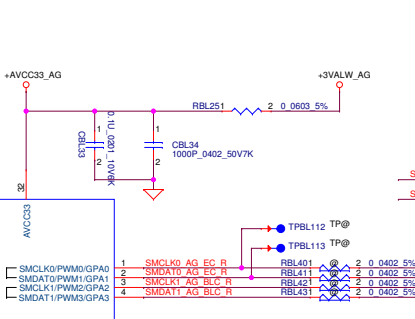 +AVCC33_AG
+3VALW_AG
RBL251
2 0_0603_5%
1
2
CBL33
0.1U_0201_10V6K
1
2
CBL34
1000P_0402_50V7K
AVCC33
TPBL112 TP@
TPBL113 TP@
SMCLK0/PWM0/GPA0 1 SMCLK0_AG_EC_R RBL401 @ 2 0_0402_5%
SMDAT0/PWM1/GPA1 2 SMDAT0_AG_EC_R RBL411 @ 2 0_0402_5%
SMCLK1/PWM2/GPA2 3 SMCLK1_AG_BLC_R RBL421 @ 2 0_0402_5%
SMDAT1/PWM3/GPA3 4 SMDAT1_AG_BLC_R RBL431 @ 2 0_0402_5%